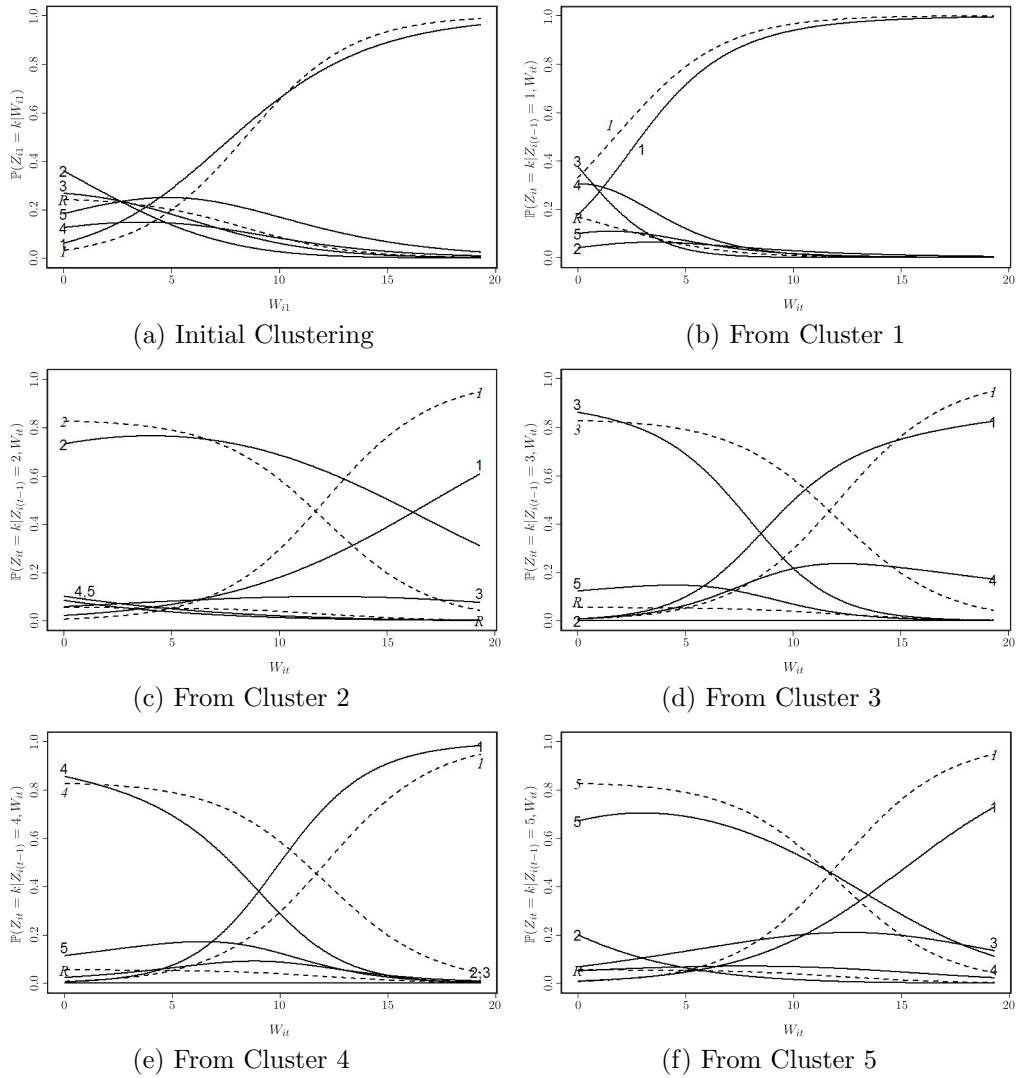 ℙ(Z_{i1} = k|W_{i1})
1.0
0.8
0.6
0.4
0.2
0.0
2
3
R
5
4
1
1
0 5 10 15 20
W_{i1}
(a) Initial Clustering
ℙ(Z_{it} = k|Z_{i(t−1)} = 1, W_{it})
1.0
0.8
0.6
0.4
0.2
0.0
1
1
3
4
1
R
5
2
0 5 10 15 20
W_{it}
(b) From Cluster 1
ℙ(Z_{it} = k|Z_{i(t−1)} = 2, W_{it})
1.0
0.8
0.6
0.4
0.2
0.0
1
2
2
1
4,5
3
R
0 5 10 15 20
W_{it}
(c) From Cluster 2
ℙ(Z_{it} = k|Z_{i(t−1)} = 3, W_{it})
1.0
0.8
0.6
0.4
0.2
0.0
1
3
1
3
5
4
R
2
0 5 10 15 20
W_{it}
(d) From Cluster 3
ℙ(Z_{it} = k|Z_{i(t−1)} = 4, W_{it})
1.0
0.8
0.6
0.4
0.2
0.0
1
1
4
4
5
R
2,3
0 5 10 15 20
W_{it}
(e) From Cluster 4
ℙ(Z_{it} = k|Z_{i(t−1)} = 5, W_{it})
1.0
0.8
0.6
0.4
0.2
0.0
1
5
1
5
2
3
R
4
0 5 10 15 20
W_{it}
(f) From Cluster 5